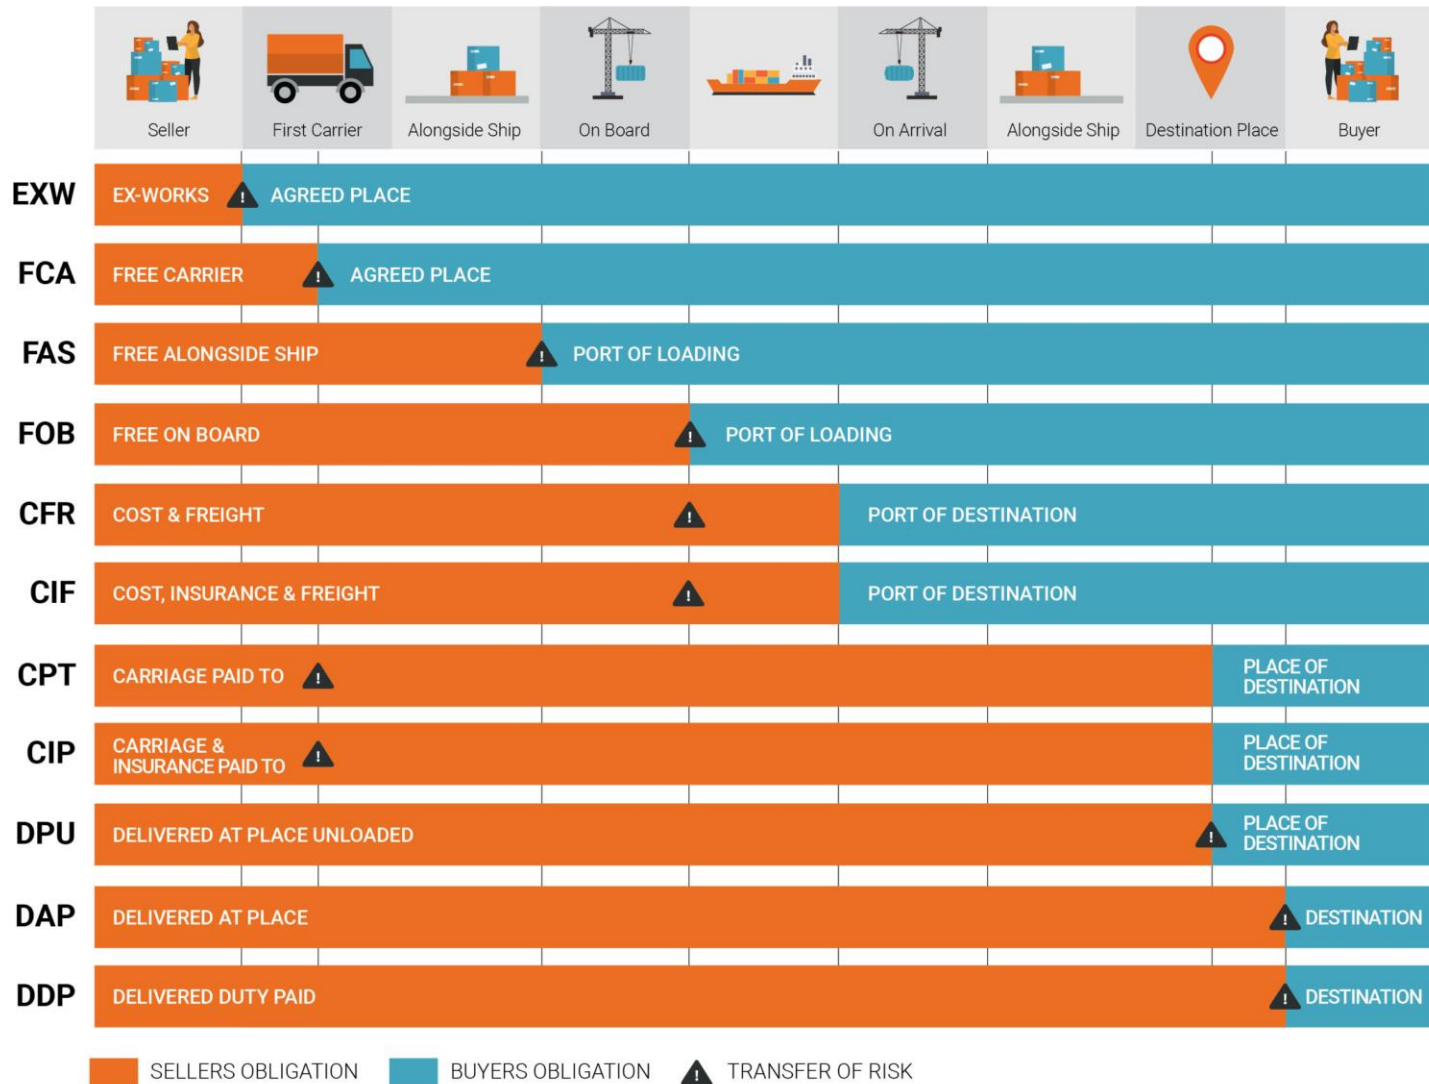 Seller
First Carrier
Alongside Ship
On Board
On Arrival
Alongside Ship
Destination Place
Buyer
EXW
EX-WORKS
!
AGREED PLACE
FCA
FREE CARRIER
!
AGREED PLACE
FAS
FREE ALONGSIDE SHIP
!
PORT OF LOADING
FOB
FREE ON BOARD
!
PORT OF LOADING
CFR
COST & FREIGHT
!
PORT OF DESTINATION
CIF
COST, INSURANCE & FREIGHT
!
PORT OF DESTINATION
CPT
CARRIAGE PAID TO
!
PLACE OF
DESTINATION
CIP
CARRIAGE &
INSURANCE PAID TO
!
PLACE OF
DESTINATION
DPU
DELIVERED AT PLACE UNLOADED
!
PLACE OF
DESTINATION
DAP
DELIVERED AT PLACE
!
DESTINATION
DDP
DELIVERED DUTY PAID
!
DESTINATION
SELLERS OBLIGATION
BUYERS OBLIGATION
!
TRANSFER OF RISK